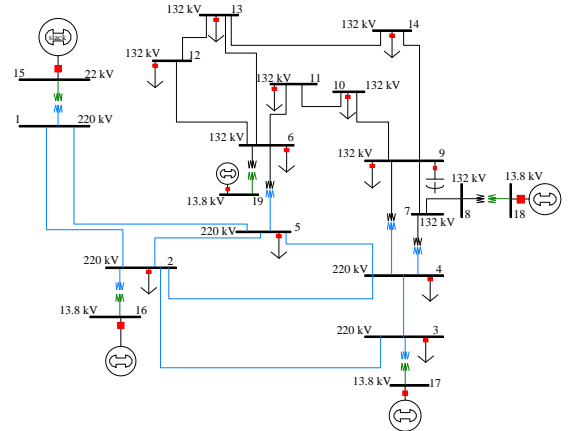 132 kV 13
14
132 kV
slack
132 kV 12
15 22 kV
132 kV 11
10 132 kV
1 220 kV
132 kV 6
132 kV 9
132 kV 13.8 kV
13.8 kV 19
7 132 kV 8 18
220 kV 5
220 kV 2
220 kV 4
13.8 kV 16
220 kV 3
13.8 kV 17